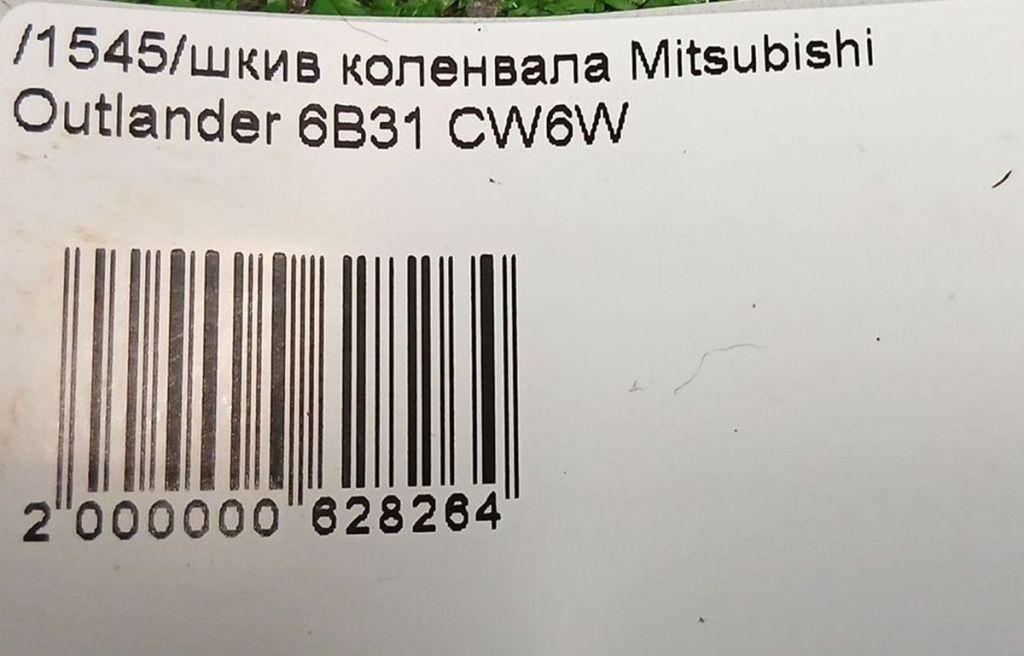 /1545/шкив коленвала Mitsubishi
Outlander 6B31 CW6W
2 000000 628264